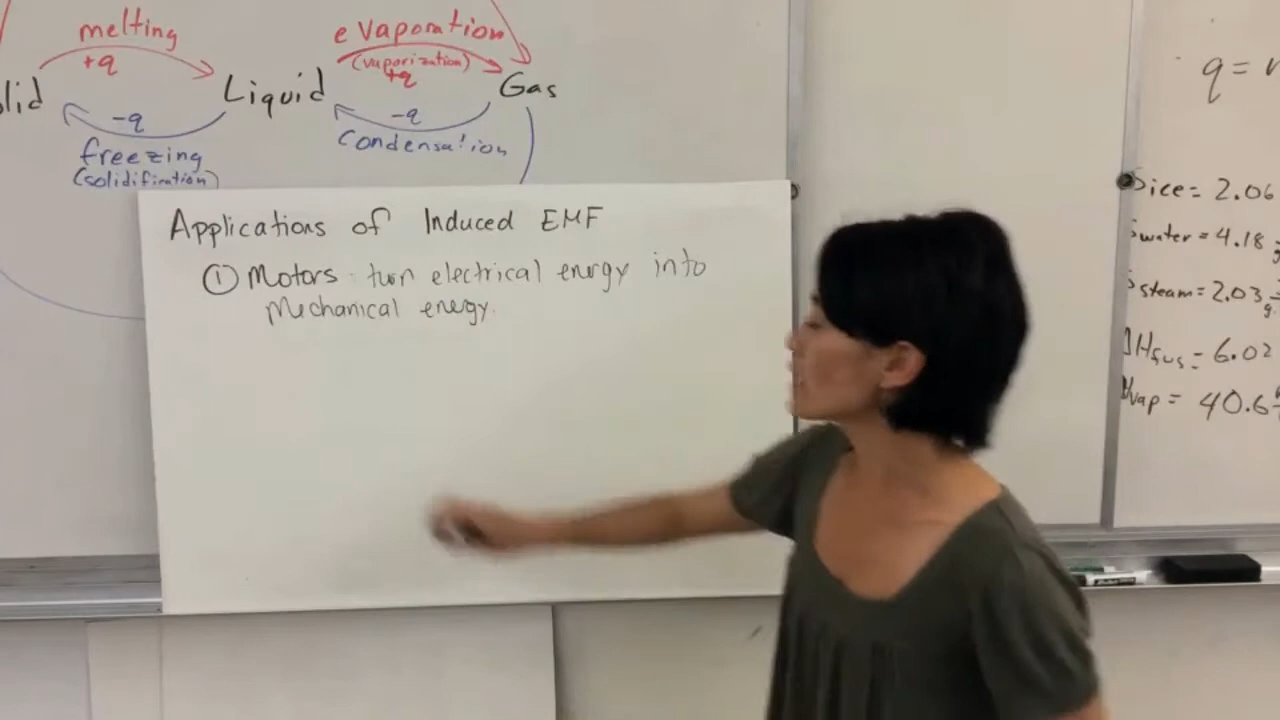 melting
+q
evaporation
(vaporization)
+q
Liquid
Gas
-q
freezing
(solidification)
-q
Condensation
Applications of Induced EMF
① Motors: turn electrical energy into
Mechanical energy.
q =
ice = 2.06
water = 4.18
steam = 2.03
ΔHfus = 6.02
vap = 40.6